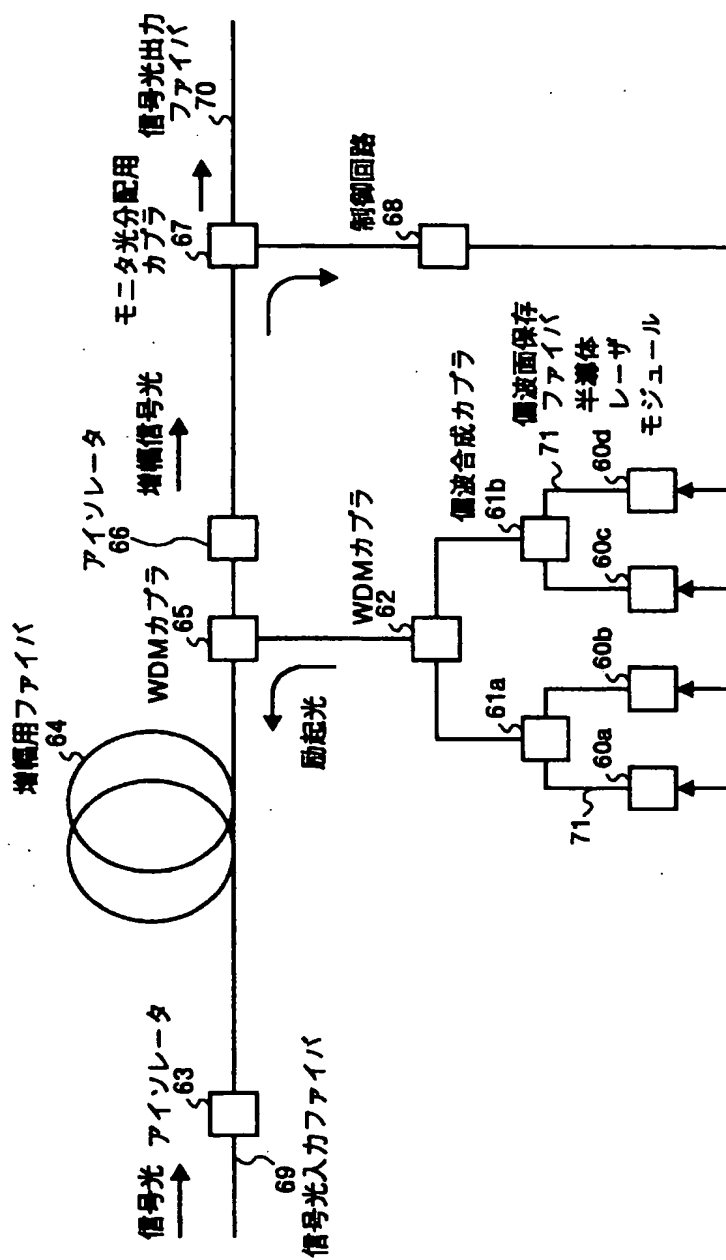 増幅用ファイバ
64
信号光
アイソレータ
63
69
信号光入力ファイバ
WDMカプラ
65
アイソレータ
66
増幅信号光
モニタ光分配用
カプラ
67
信号光出力
ファイバ
70
励起光
WDMカプラ
62
制御回路
68
偏波合成カプラ
61a
61b
偏波面保存
ファイバ
71
71
半導体
レーザ
モジュール
60a
60b
60c
60d